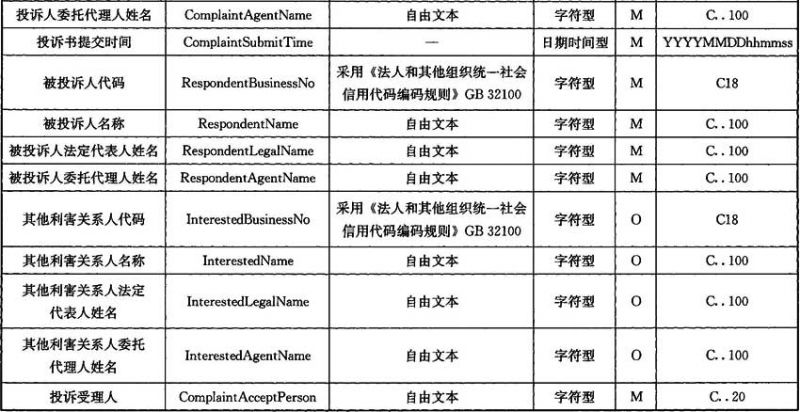 投诉人委托代理人姓名 ComplaintAgentName 自由文本 字符型 M C..100
投诉书提交时间 ComplaintSubmitTime — 日期时间型 M YYYYMMDDhhmmss
被投诉人代码 RespondentBusinessNo 采用《法人和其他组织统一社会
信用代码编码规则》GB 32100 字符型 M C18
被投诉人名称 RespondentName 自由文本 字符型 M C..100
被投诉人法定代表人姓名 RespondentLegalName 自由文本 字符型 M C..100
被投诉人委托代理人姓名 RespondentAgentName 自由文本 字符型 M C..100
其他利害关系人代码 InterestedBusinessNo 采用《法人和其他组织统一社会
信用代码编码规则》GB 32100 字符型 O C18
其他利害关系人名称 InterestedName 自由文本 字符型 O C..100
其他利害关系人法定
代表人姓名 InterestedLegalName 自由文本 字符型 O C..100
其他利害关系人委托
代理人姓名 InterestedAgentName 自由文本 字符型 O C..100
投诉受理人 ComplaintAcceptPerson 自由文本 字符型 M C..20